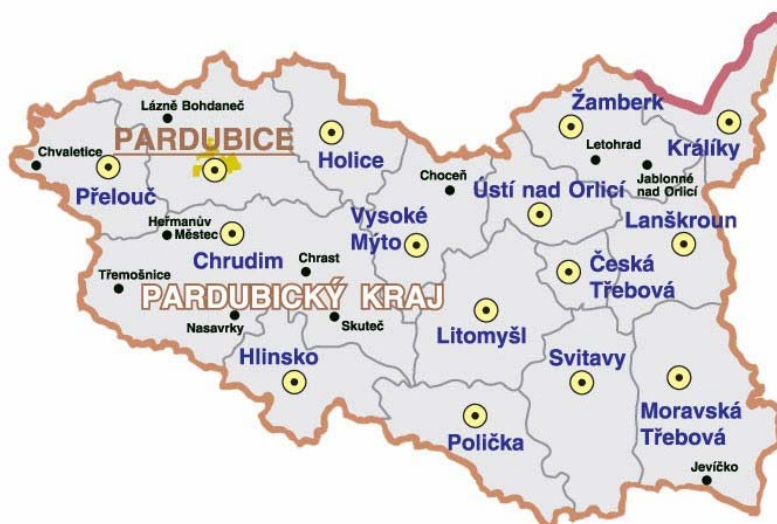 Lázně Bohdaneč
PARDUBICE
Žamberk
Chvaletice
Holice
Letohrad
Králíky
Přelouč
Choceň
Ústí nad Orlicí
Jablonné
nad Orlicí
Heřmanův
Městec
Vysoké
Mýto
Lanškroun
Chrudim
Chrast
Česká
Třebová
Třemošnice
PARDUBICKÝ KRAJ
Nasavrky
Skuteč
Litomyšl
Hlinsko
Svitavy
Moravská
Třebová
Polička
Jevíčko